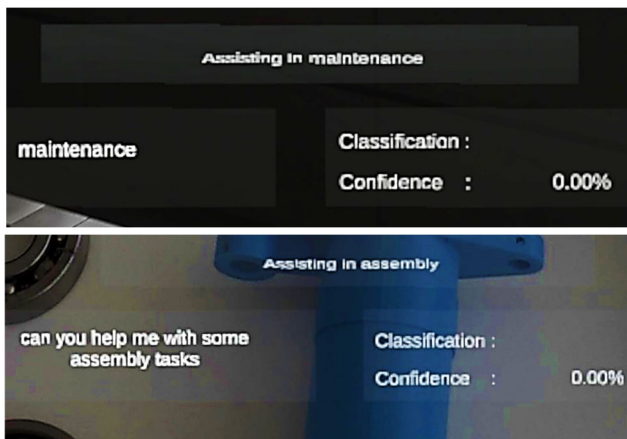 Assisting in maintenance
maintenance
Classification :
Confidence : 0.00%
Assisting in assembly
can you help me with some
assembly tasks
Classification :
Confidence : 0.00%